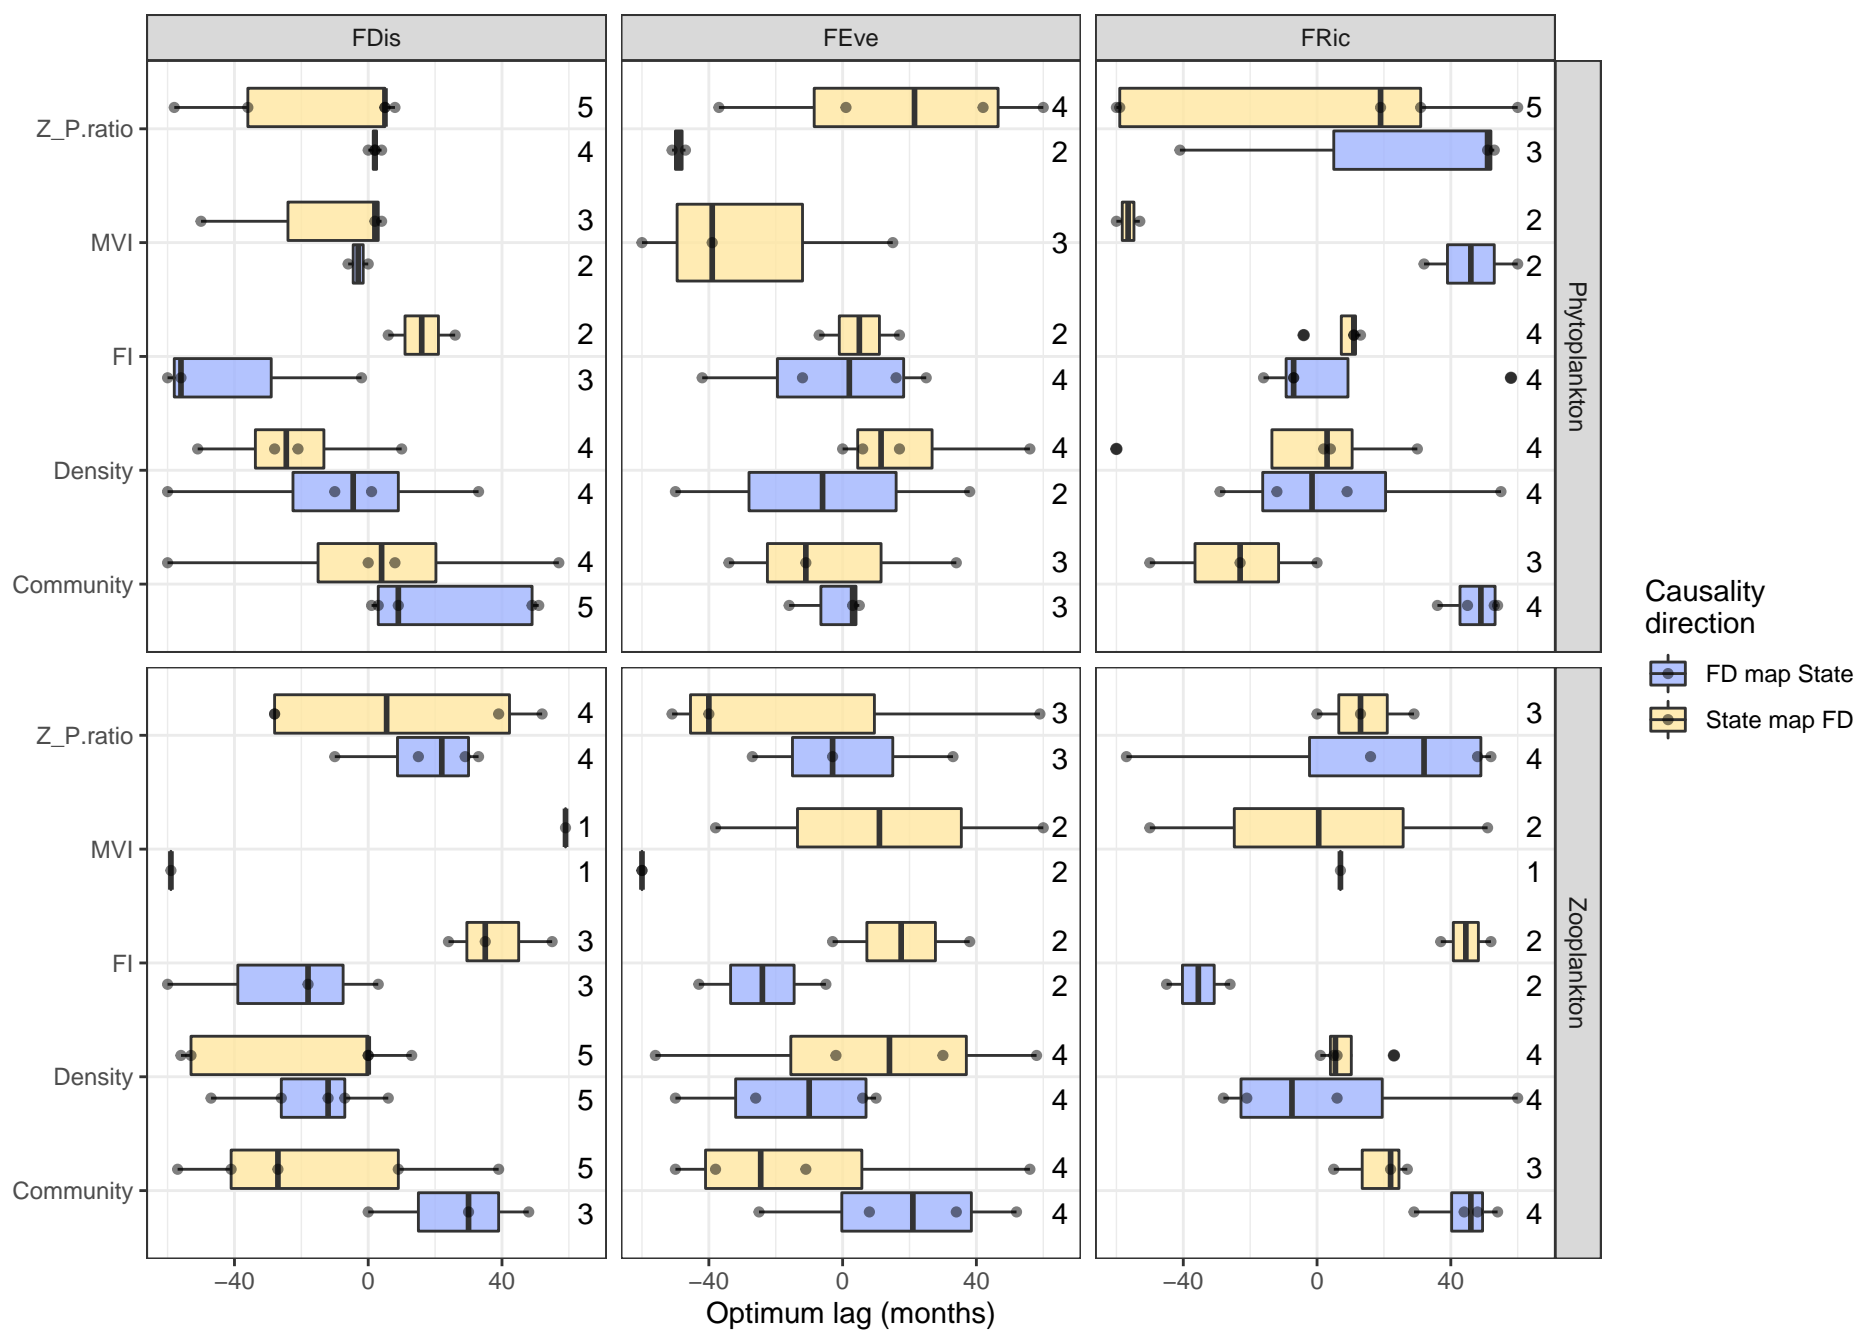 FDis FEve FRic
Z_P.ratio 5 4 5
4 2 3
MVI 3 3 2
2 2
FI 2 2 4
3 4 4
Density 4 4 4
4 2 4
Community 4 3 3
5 3 4
Phytoplankton
Z_P.ratio 4 3 3
4 3 4
MVI 1 2 2
1 2 1
FI 3 2 2
3 2 2
Density 5 4 4
5 4 4
Community 5 4 3
3 4 4
Zooplankton
−40 0 40 −40 0 40 −40 0 40
Optimum lag (months)
Causality
direction
FD map State
State map FD